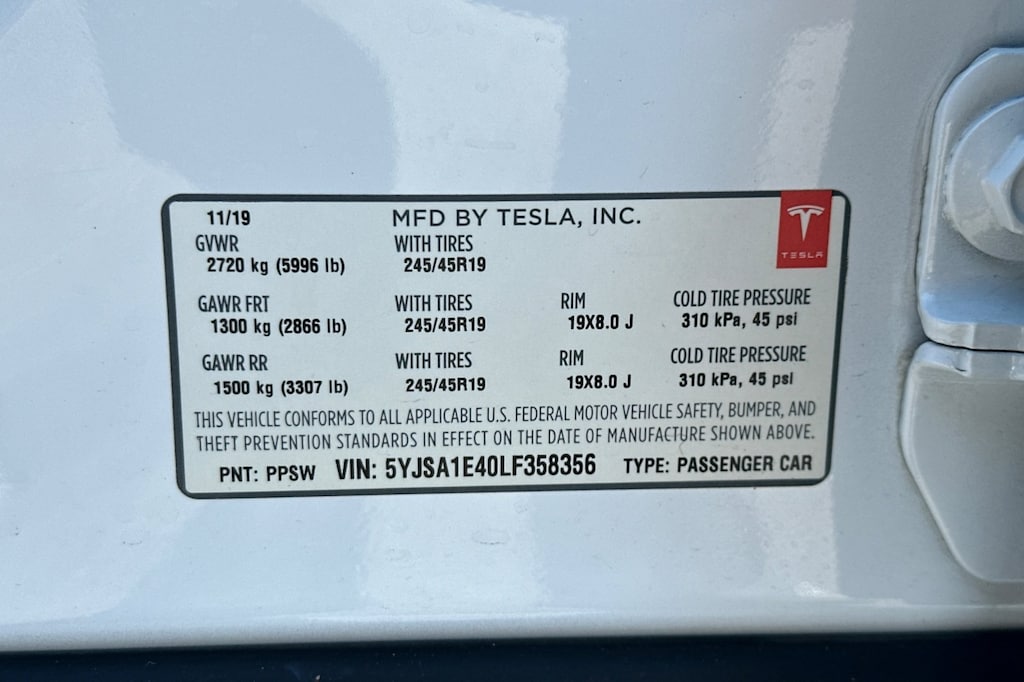 11/19 MFD BY TESLA, INC.
GVWR WITH TIRES
2720 kg (5996 lb) 245/45R19
TESLA
GAWR FRT WITH TIRES RIM COLD TIRE PRESSURE
1300 kg (2866 lb) 245/45R19 19X8.0 J 310 kPa, 45 psi
GAWR RR WITH TIRES RIM COLD TIRE PRESSURE
1500 kg (3307 lb) 245/45R19 19X8.0 J 310 kPa, 45 psi
THIS VEHICLE CONFORMS TO ALL APPLICABLE U.S. FEDERAL MOTOR VEHICLE SAFETY, BUMPER, AND
THEFT PREVENTION STANDARDS IN EFFECT ON THE DATE OF MANUFACTURE SHOWN ABOVE.
PNT: PPSW VIN: 5YJSA1E40LF358356 TYPE: PASSENGER CAR